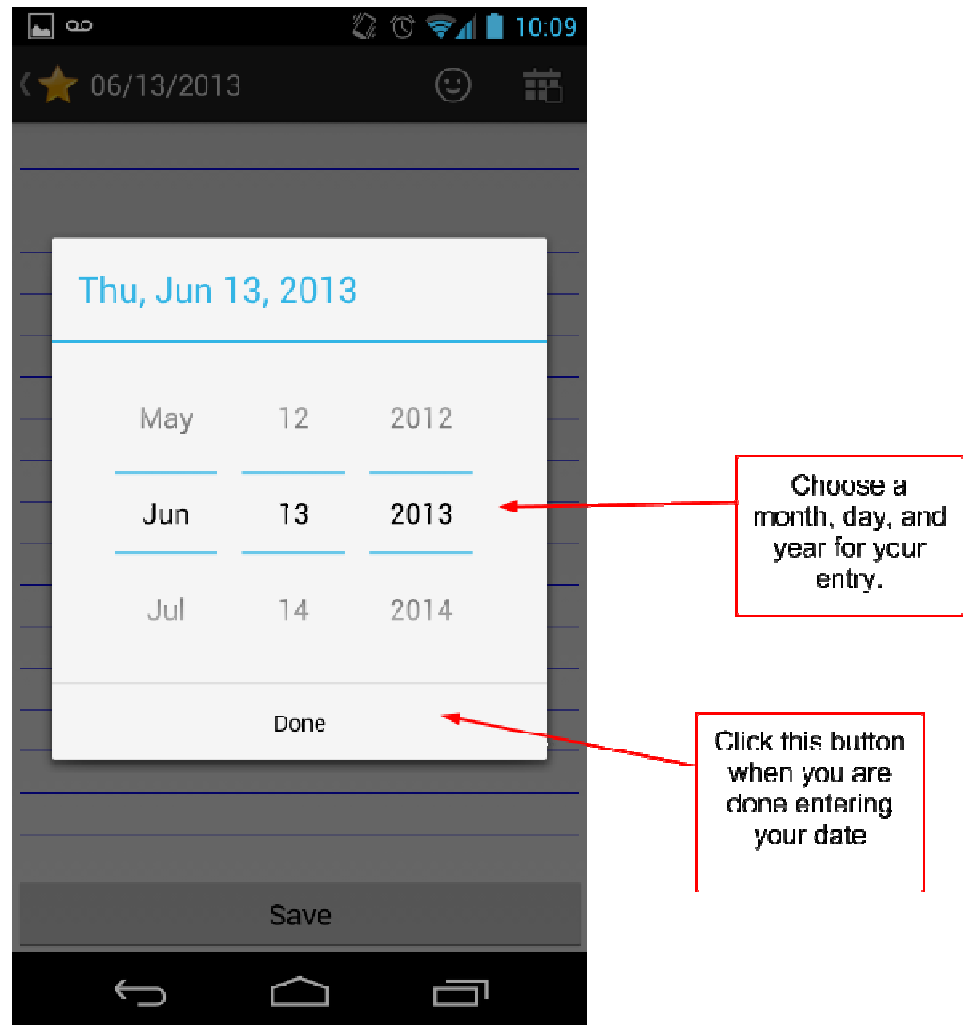 10:09
06/13/2013
Thu, Jun 13, 2013
May 12 2012
Jun 13 2013
Jul 14 2014
Done
Save
Choose a
month, day, and
year for your
entry.
Click this button
when you are
done entering
your date